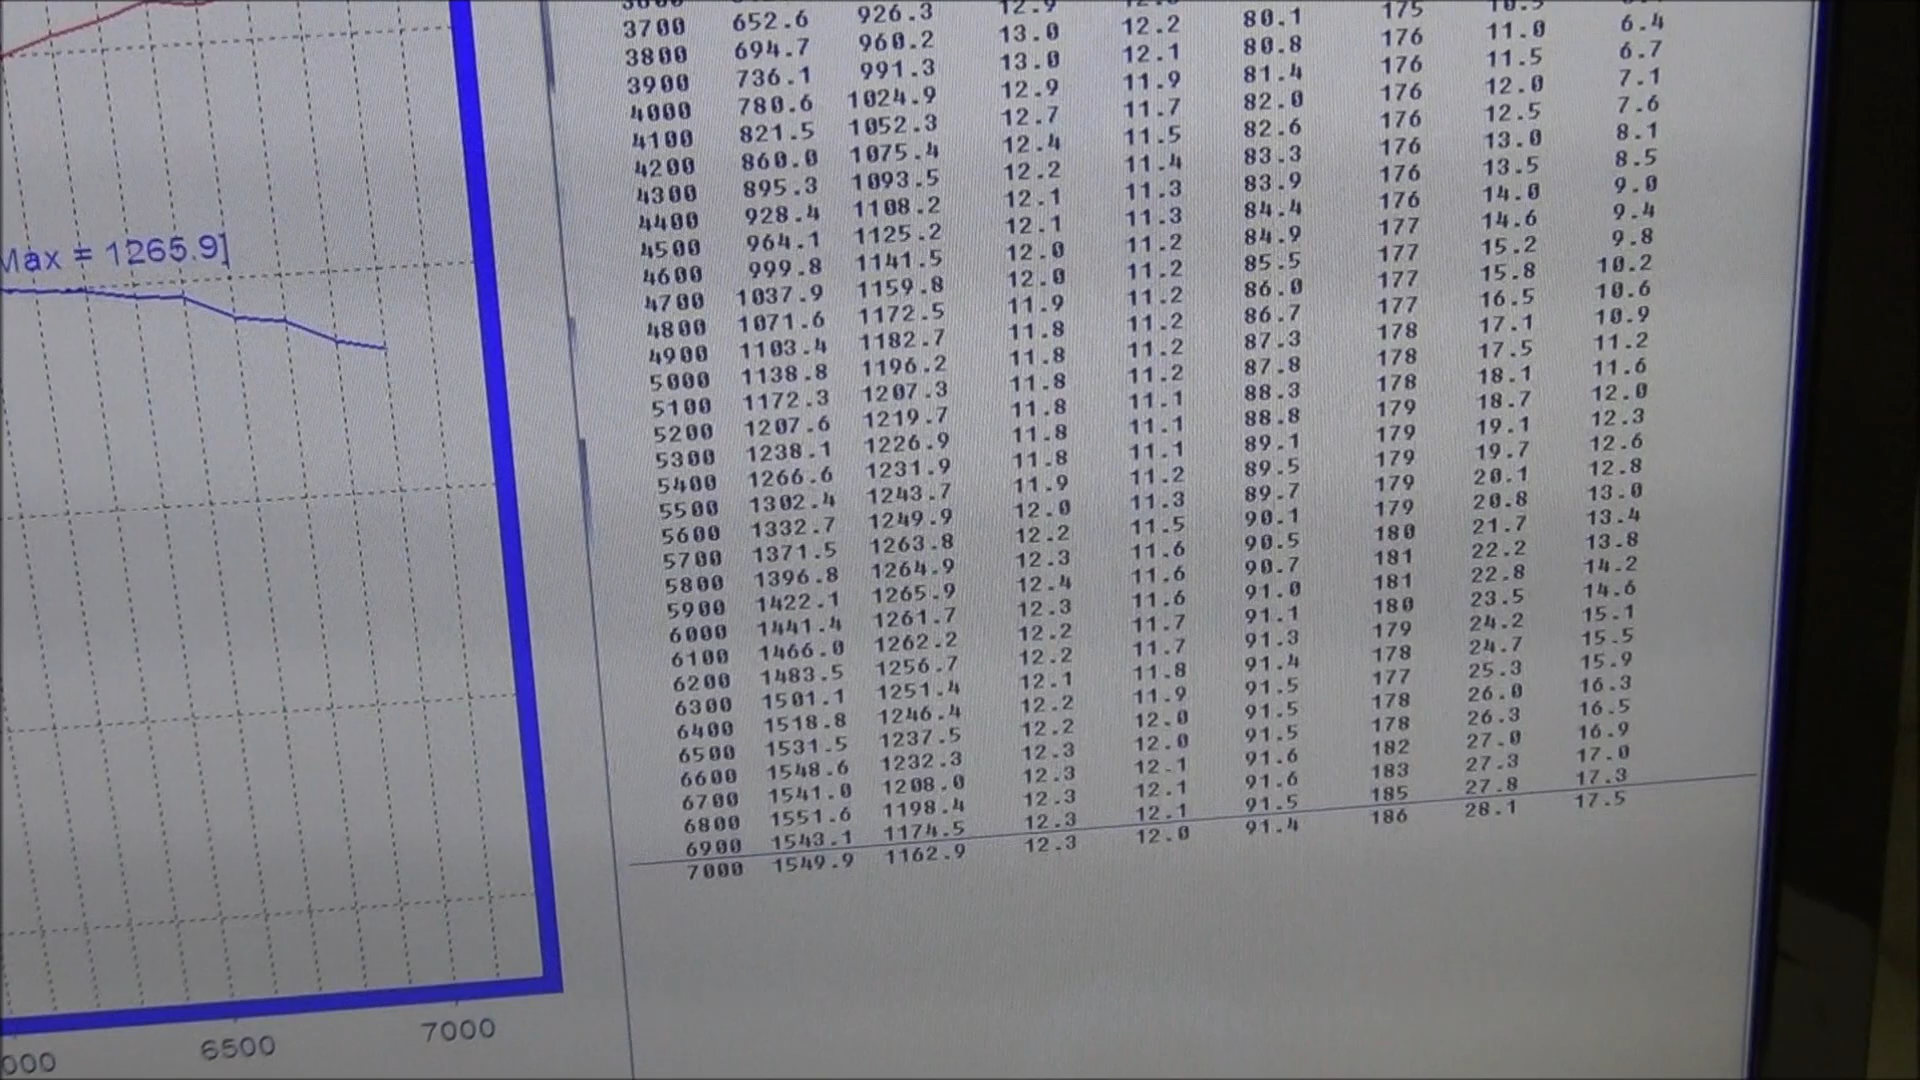 3700 652.6 926.3 12.9
3800 694.7 960.2 13.0 12.2 80.1 175 10.5
3900 736.1 991.3 13.0 12.1 80.8 176 11.0 6.4
4000 780.6 1024.9 12.9 11.9 81.4 176 11.5 6.7
4100 821.5 1052.3 12.7 11.7 82.0 176 12.0 7.1
4200 860.0 1075.4 12.4 11.5 82.6 176 12.5 7.6
4300 895.3 1093.5 12.2 11.4 83.3 176 13.0 8.1
4400 928.4 1108.2 12.1 11.3 83.9 176 13.5 8.5
4500 964.1 1125.2 12.1 11.3 84.4 176 14.0 9.0
4600 999.8 1141.5 12.0 11.2 84.9 177 14.6 9.4
4700 1037.9 1159.8 12.0 11.2 85.5 177 15.2 9.8
4800 1071.6 1172.5 11.9 11.2 86.0 177 15.8 10.2
4900 1103.4 1182.7 11.8 11.2 86.7 177 16.5 10.6
5000 1138.8 1196.2 11.8 11.2 87.3 178 17.1 10.9
5100 1172.3 1207.3 11.8 11.2 87.8 178 17.5 11.2
5200 1207.6 1219.7 11.8 11.1 88.3 178 18.1 11.6
5300 1238.1 1226.9 11.8 11.1 88.8 179 18.7 12.0
5400 1266.6 1231.9 11.8 11.1 89.1 179 19.1 12.3
5500 1302.4 1243.7 11.9 11.2 89.5 179 19.7 12.6
5600 1332.7 1249.9 12.0 11.3 89.7 179 20.1 12.8
5700 1371.5 1263.8 12.2 11.5 90.1 179 20.8 13.0
5800 1396.8 1264.9 12.3 11.6 90.5 180 21.7 13.4
5900 1422.1 1265.9 12.4 11.6 90.7 181 22.2 13.8
6000 1441.4 1261.7 12.3 11.6 91.0 181 22.8 14.2
6100 1466.0 1262.2 12.2 11.7 91.1 180 23.5 14.6
6200 1483.5 1256.7 12.2 11.7 91.3 179 24.2 15.1
6300 1501.1 1251.4 12.1 11.8 91.4 178 24.7 15.5
6400 1518.8 1246.4 12.2 11.9 91.5 177 25.3 15.9
6500 1531.5 1237.5 12.2 12.0 91.5 178 26.0 16.3
6600 1548.6 1232.3 12.3 12.0 91.5 178 26.3 16.5
6700 1541.0 1208.0 12.3 12.1 91.6 182 27.0 16.9
6800 1551.6 1198.4 12.3 12.1 91.6 183 27.3 17.0
6900 1543.1 1174.5 12.3 12.1 91.5 185 27.8 17.3
7000 1549.9 1162.9 12.3 12.0 91.4 186 28.1 17.5
Max = 1265.9]
000 6500 7000